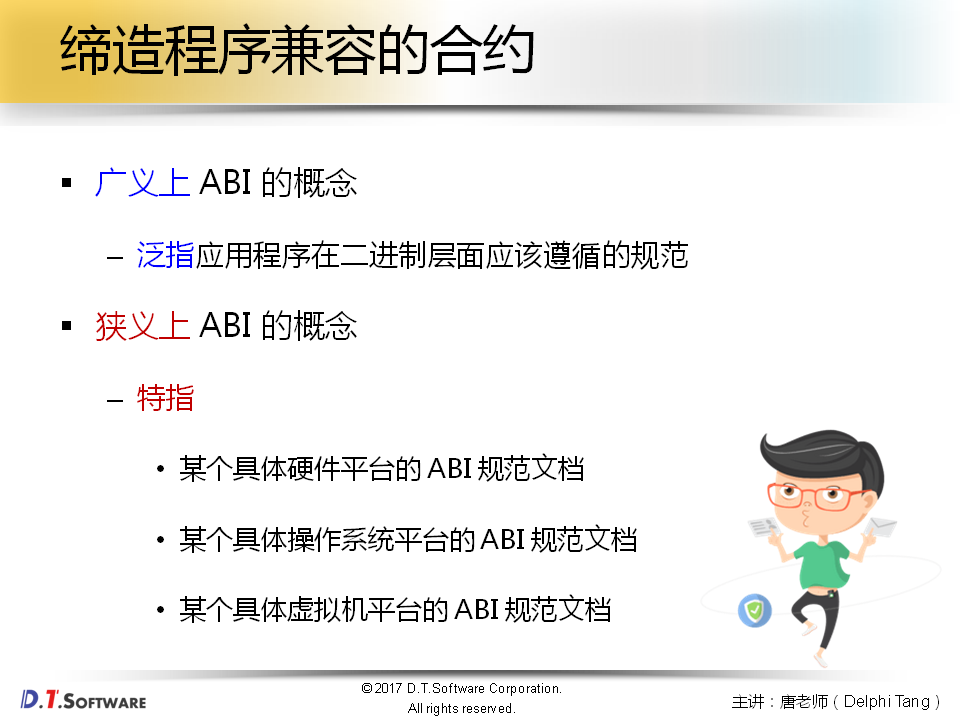 缔造程序兼容的合约
▪ 广义上 ABI 的概念
– 泛指应用程序在二进制层面应该遵循的规范
▪ 狭义上 ABI 的概念
– 特指
• 某个具体硬件平台的 ABI 规范文档
• 某个具体操作系统平台的 ABI 规范文档
• 某个具体虚拟机平台的 ABI 规范文档
D.T.SOFTWARE
©2017 D.T.Software Corporation.
All rights reserved.
主讲：唐老师（Delphi Tang）